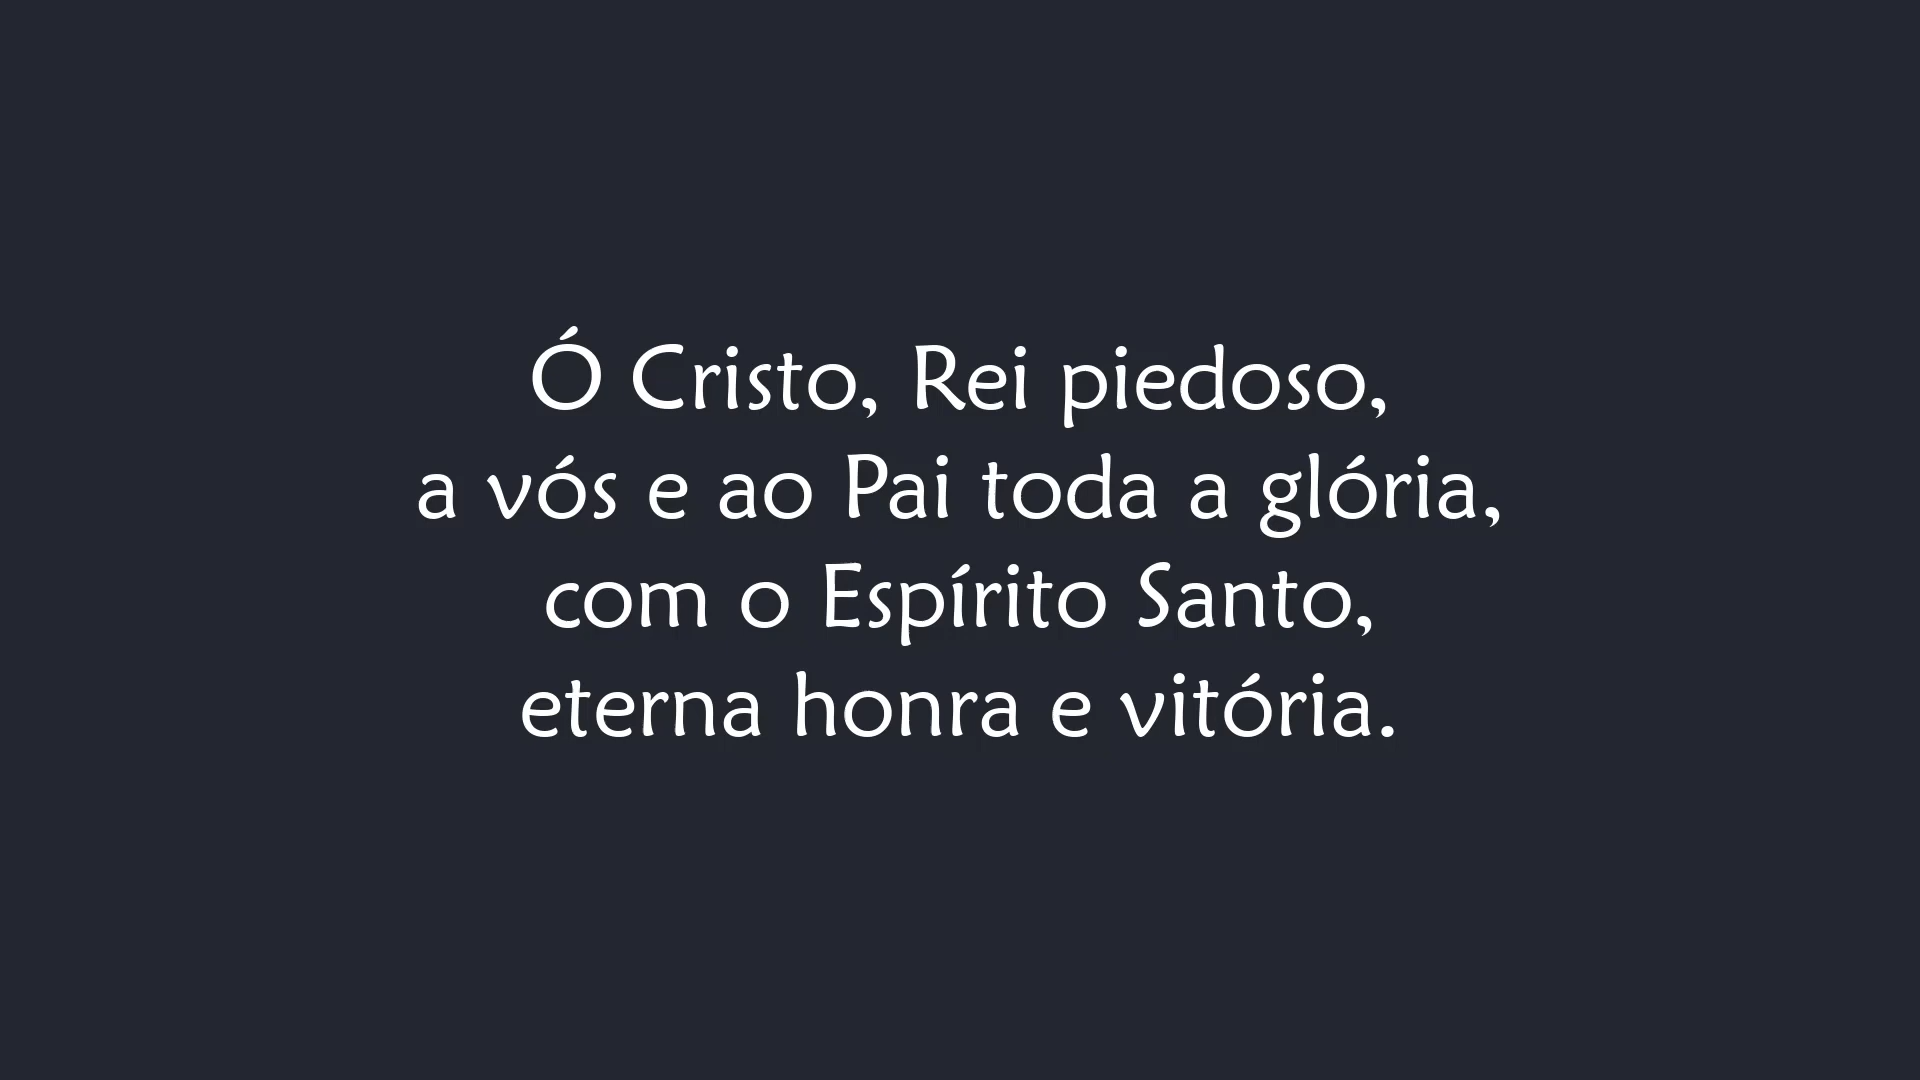 Ó Cristo, Rei piedoso,
a vós e ao Pai toda a glória,
com o Espírito Santo,
eterna honra e vitória.